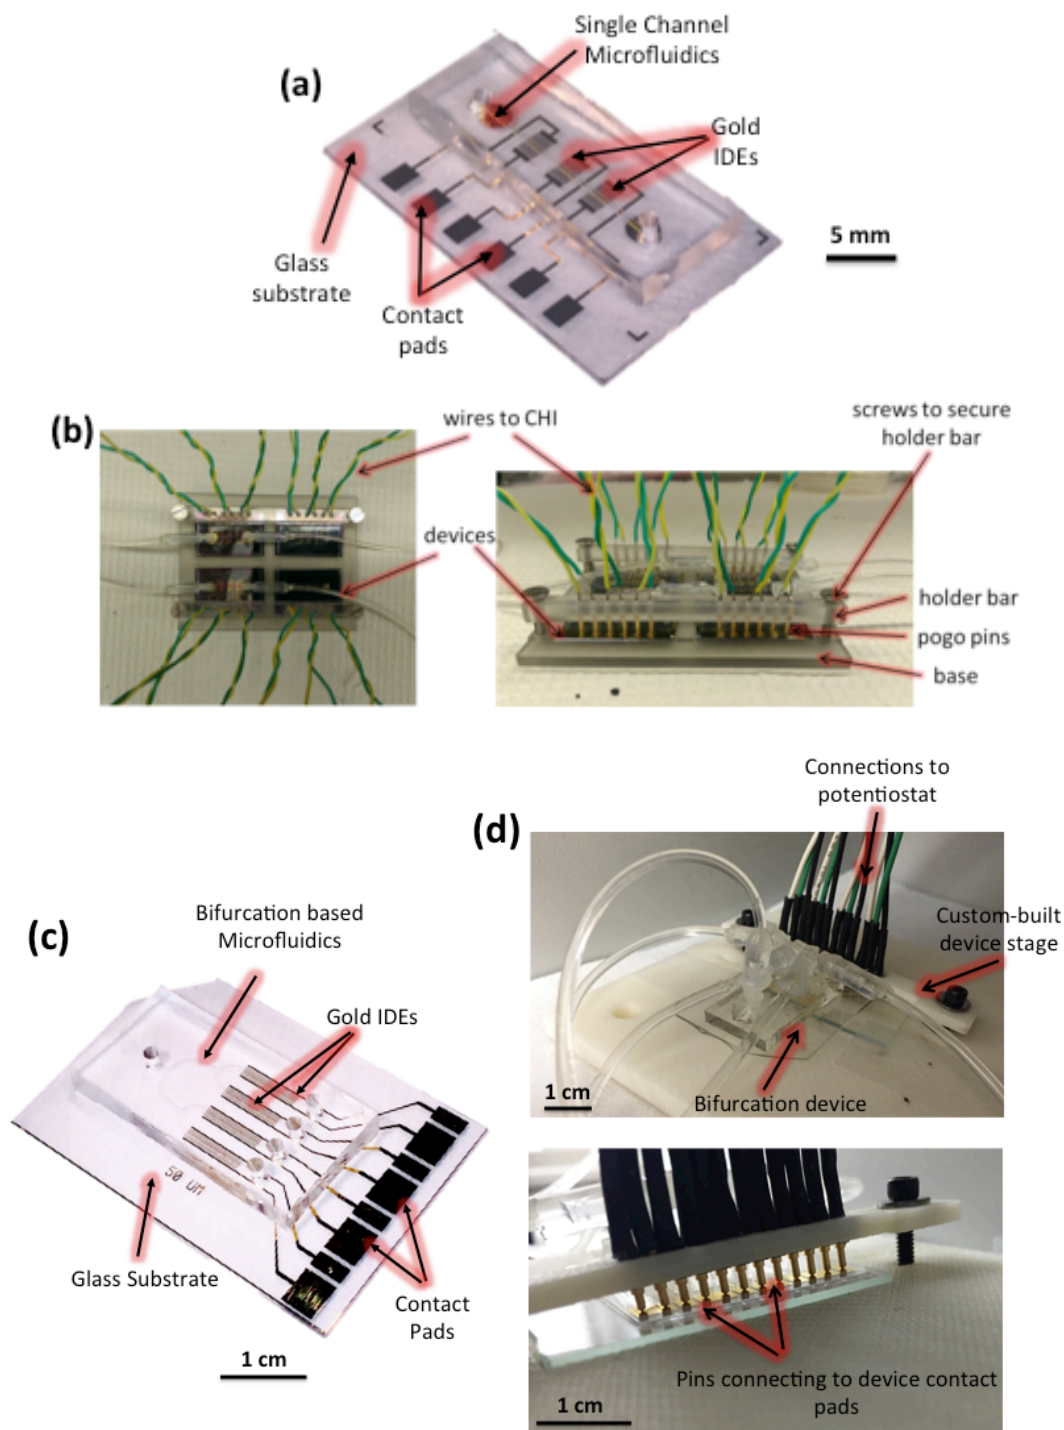 (a)
Single Channel
Microfluidics
Gold
IDEs
5 mm
Glass
substrate
Contact
pads
(b)
wires to CHI
screws to secure
holder bar
devices
holder bar
pogo pins
base
Connections to
potentiostat
(d)
(c)
Bifurcation based
Microfluidics
Custom-built
device stage
Gold IDEs
1 cm
Bifurcation device
50 UM
Glass Substrate
Contact
Pads
1 cm
Pins connecting to device contact
pads
1 cm